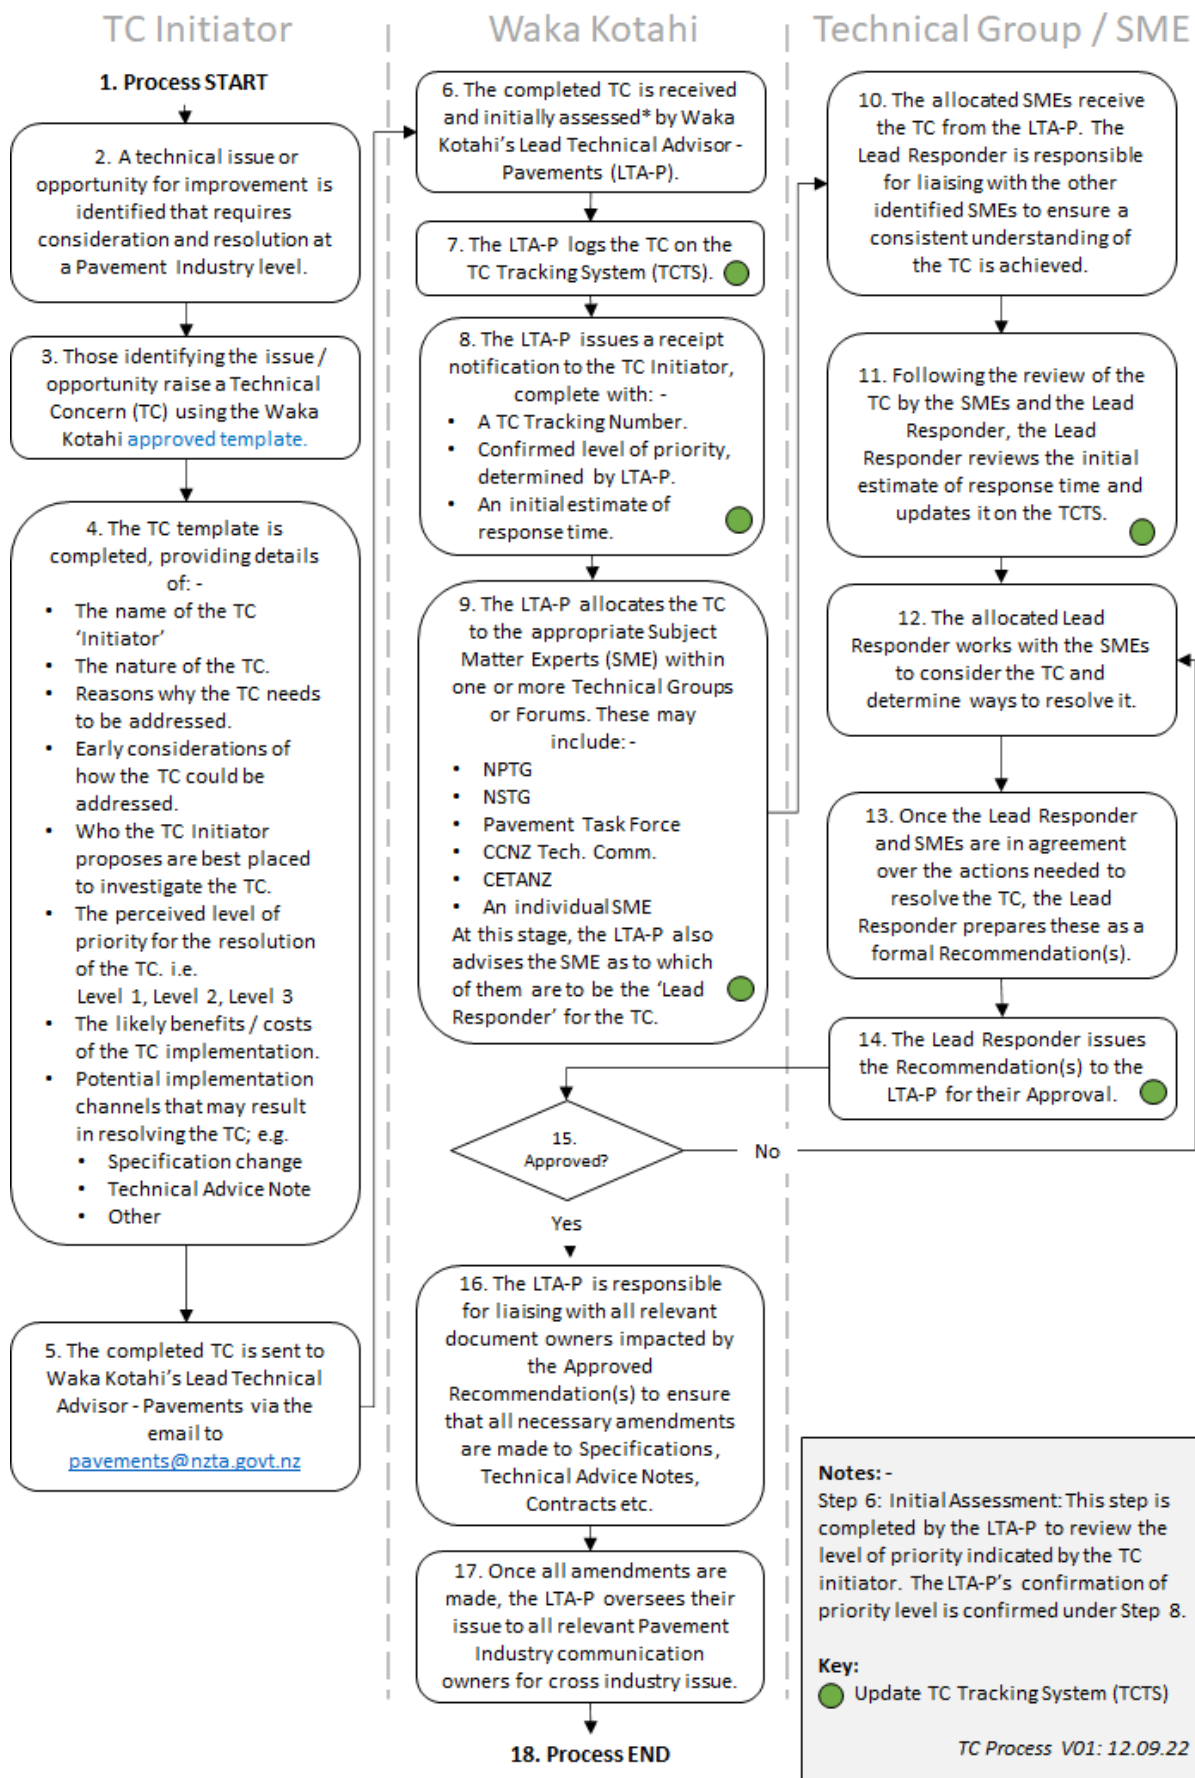 TC Initiator
1. Process START
2. A technical issue or
opportunity for improvement is
identified that requires
consideration and resolution at
a Pavement Industry level.
3. Those identifying the issue /
opportunity raise a Technical
Concern (TC) using the Waka
Kotahi approved template.
4. The TC template is
completed, providing details
of: -
• The name of the TC
‘Initiator’
• The nature of the TC.
• Reasons why the TC needs
to be addressed.
• Early considerations of
how the TC could be
addressed.
• Who the TC Initiator
proposes are best placed
to investigate the TC.
• The perceived level of
priority for the resolution
of the TC. i.e.
Level 1, Level 2, Level 3
• The likely benefits / costs
of the TC implementation.
• Potential implementation
channels that may result
in resolving the TC; e.g.
• Specification change
• Technical Advice Note
• Other
5. The completed TC is sent to
Waka Kotahi’s Lead Technical
Advisor - Pavements via the
email to
pavements@nzta.govt.nz
Waka Kotahi
6. The completed TC is received
and initially assessed* by Waka
Kotahi’s Lead Technical Advisor -
Pavements (LTA-P).
7. The LTA-P logs the TC on the
TC Tracking System (TCTS).
8. The LTA-P issues a receipt
notification to the TC Initiator,
complete with: -
• A TC Tracking Number.
• Confirmed level of priority,
determined by LTA-P.
• An initial estimate of
response time.
9. The LTA-P allocates the TC
to the appropriate Subject
Matter Experts (SME) within
one or more Technical Groups
or Forums. These may
include: -
• NPTG
• NSTG
• Pavement Task Force
• CCNZ Tech. Comm.
• CETANZ
• An individual SME
At this stage, the LTA-P also
advises the SME as to which
of them are to be the ‘Lead
Responder’ for the TC.
15.
Approved?
No
Yes
16. The LTA-P is responsible
for liaising with all relevant
document owners impacted by
the Approved
Recommendation(s) to ensure
that all necessary amendments
are made to Specifications,
Technical Advice Notes,
Contracts etc.
17. Once all amendments are
made, the LTA-P oversees their
issue to all relevant Pavement
Industry communication
owners for cross industry issue.
18. Process END
Technical Group / SME
10. The allocated SMEs receive
the TC from the LTA-P. The
Lead Responder is responsible
for liaising with the other
identified SMEs to ensure a
consistent understanding of
the TC is achieved.
11. Following the review of the
TC by the SMEs and the Lead
Responder, the Lead
Responder reviews the initial
estimate of response time and
updates it on the TCTS.
12. The allocated Lead
Responder works with the SMEs
to consider the TC and
determine ways to resolve it.
13. Once the Lead Responder
and SMEs are in agreement
over the actions needed to
resolve the TC, the Lead
Responder prepares these as a
formal Recommendation(s).
14. The Lead Responder issues
the Recommendation(s) to the
LTA-P for their Approval.
Notes: -
Step 6: Initial Assessment: This step is
completed by the LTA-P to review the
level of priority indicated by the TC
initiator. The LTA-P’s confirmation of
priority level is confirmed under Step 8.
Key:
Update TC Tracking System (TCTS)
TC Process V01: 12.09.22